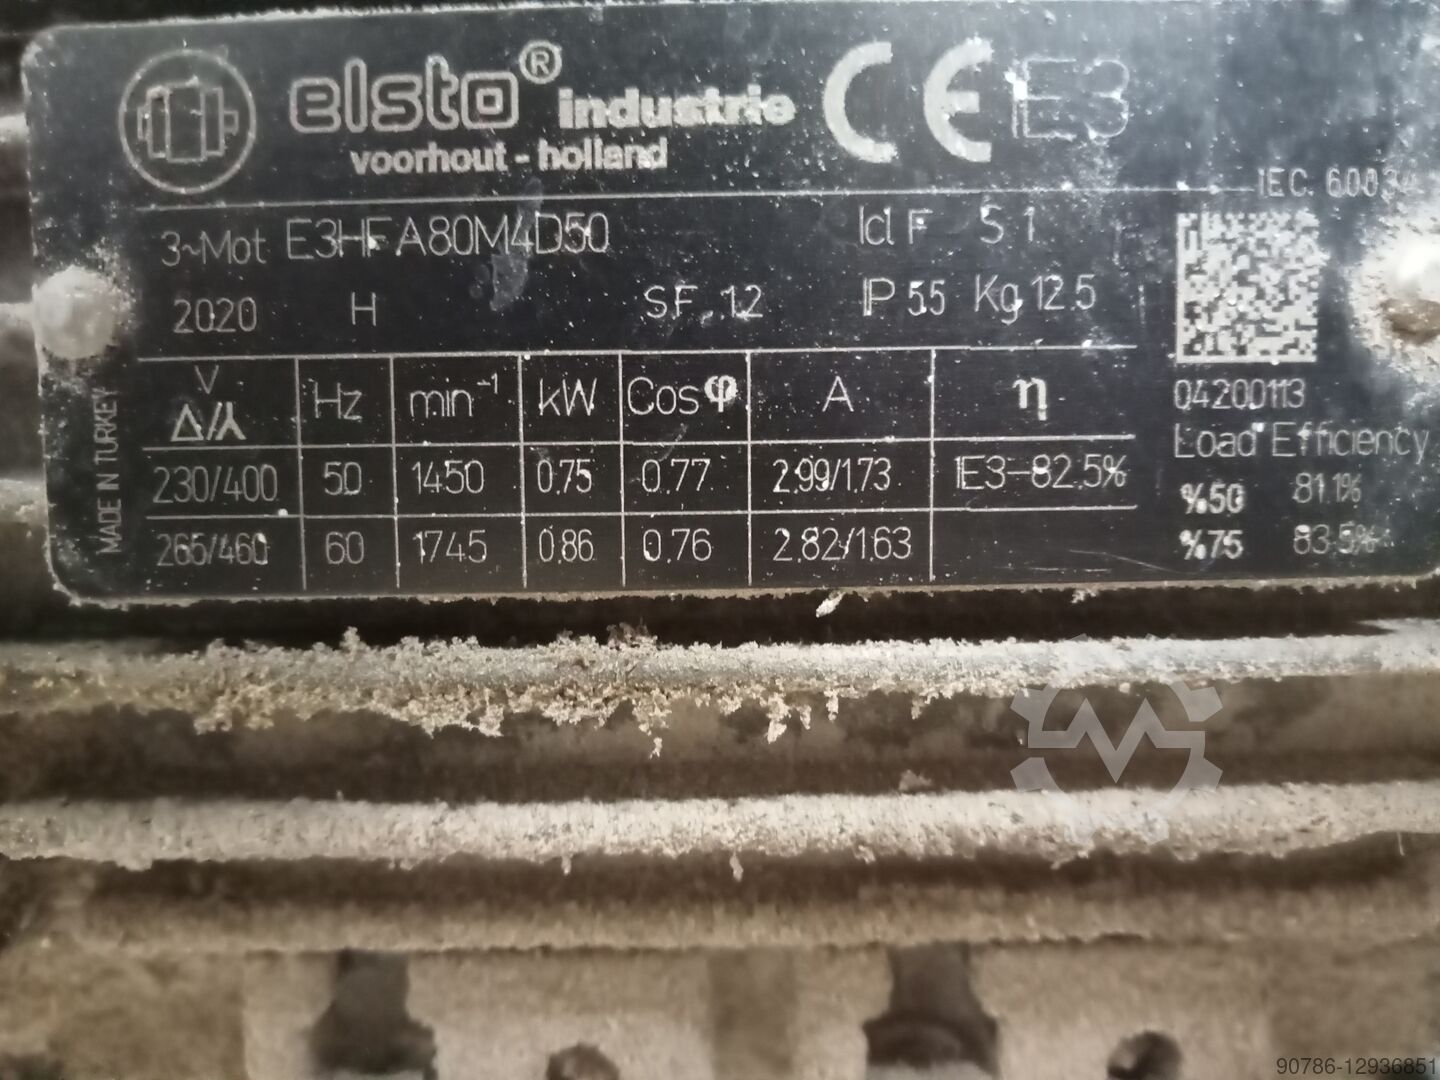 elsto® industrie CE IE3
voorhout - holland
IEC. 60034
3~Mot E3HFA80M4D50 Icl F S 1
2020 H S.F. 1.2 IP 55 Kg 12.5
MADE IN TURKEY
V Δ/⅄ Hz min⁻¹ kW Cosφ A η
230/400 50 1450 0.75 0.77 2.99/1.73 IE3-82.5%
265/460 60 1745 0.86 0.76 2.82/1.63
04200113
Load Efficiency
%50 81.1%
%75 83.5%
90786-12936851